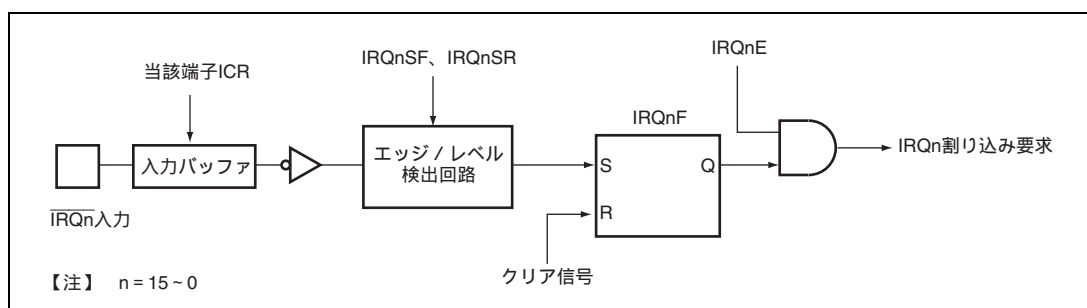 IRQnE
IRQnSF、IRQnSR
当該端子ICR
IRQnF
入力バッファ
エッジ / レベル
検出回路
S
Q
R
IRQn割り込み要求
IRQn入力
クリア信号
【注】 n = 15 ~ 0